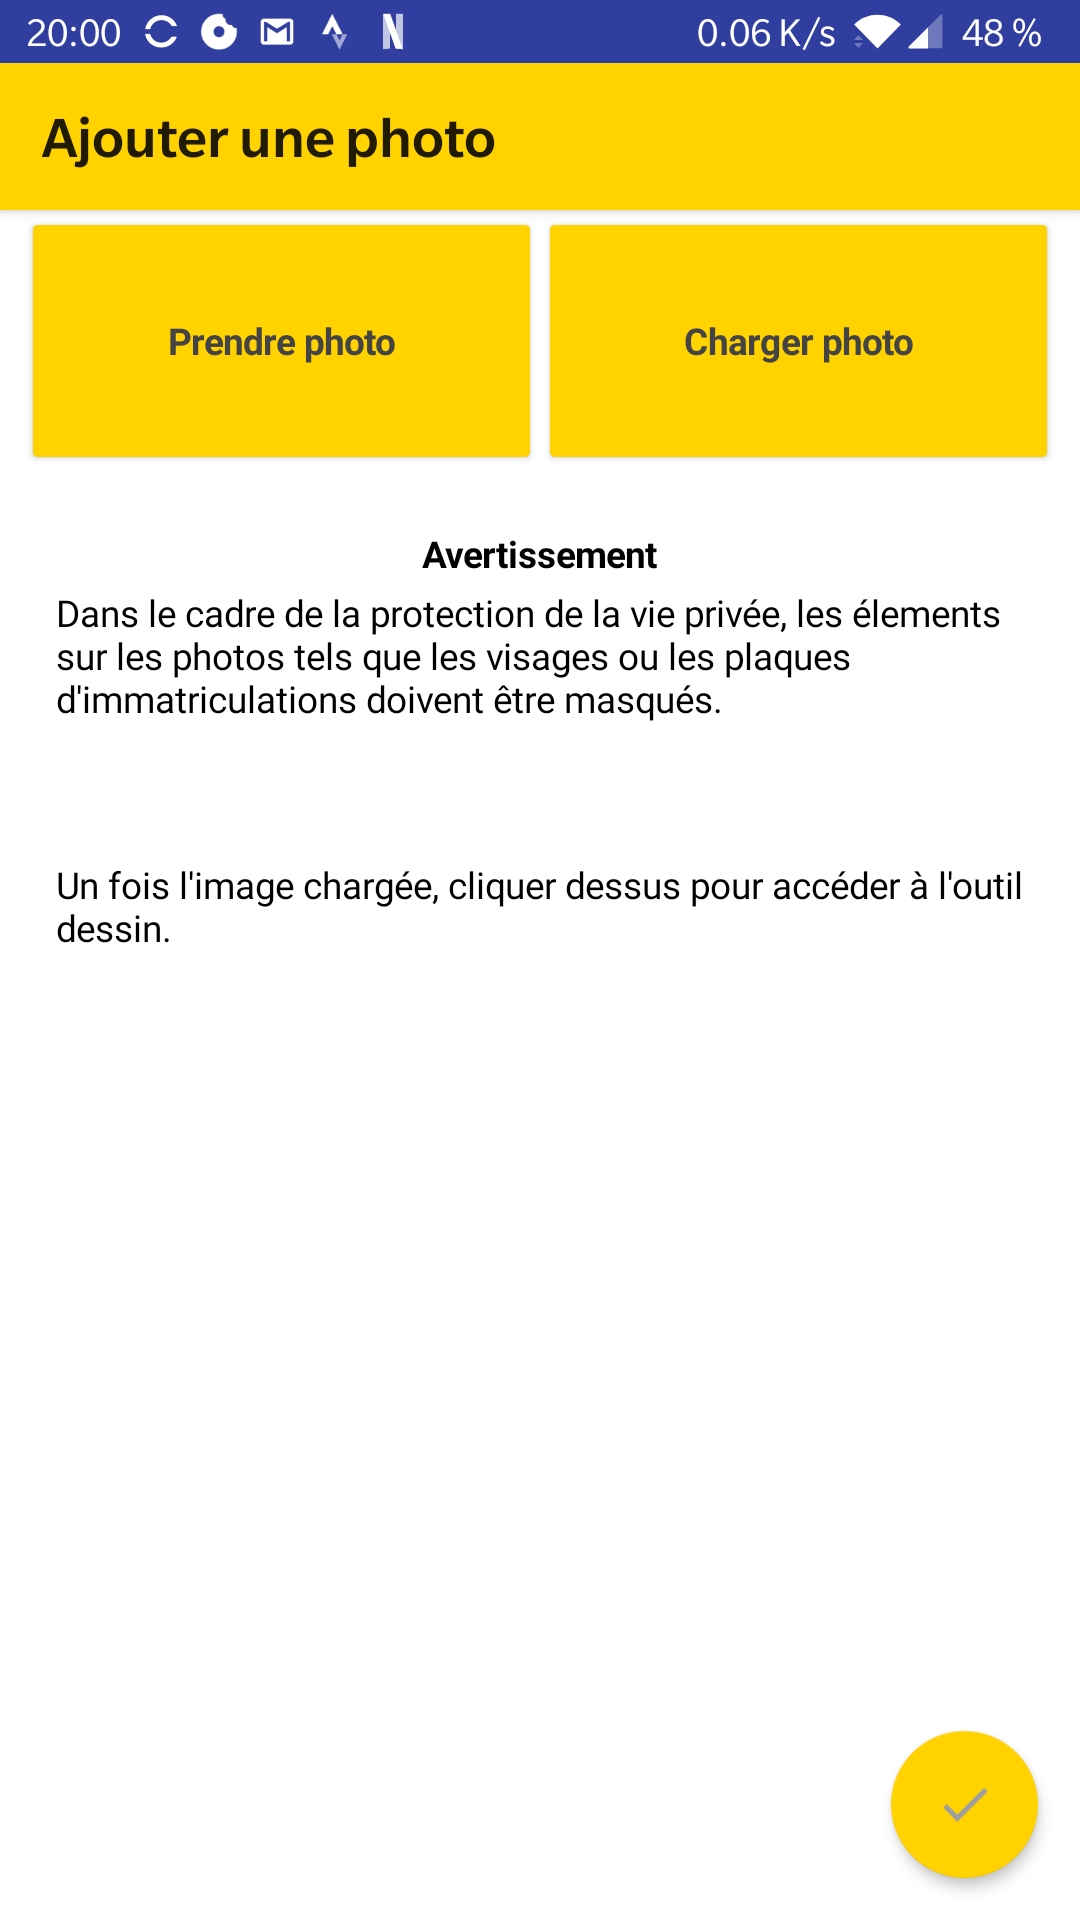 20:00 0.06 K/s 48 %
Ajouter une photo
Prendre photo Charger photo
Avertissement
Dans le cadre de la protection de la vie privée, les élements
sur les photos tels que les visages ou les plaques
d'immatriculations doivent être masqués.
Un fois l'image chargée, cliquer dessus pour accéder à l'outil
dessin.